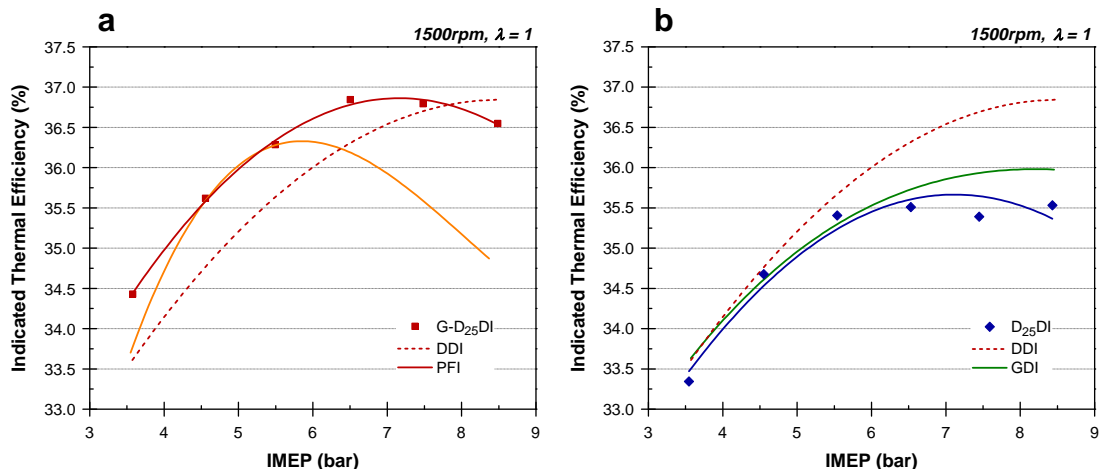 a
1500rpm, λ = 1
37.5
37.0
36.5
36.0
35.5
35.0
34.5
34.0
33.5
33.0
Indicated Thermal Efficiency (%)
G-D₂₅DI
DDI
PFI
3 4 5 6 7 8 9
IMEP (bar)
b
1500rpm, λ = 1
37.5
37.0
36.5
36.0
35.5
35.0
34.5
34.0
33.5
33.0
Indicated Thermal Efficiency (%)
D₂₅DI
DDI
GDI
3 4 5 6 7 8 9
IMEP (bar)